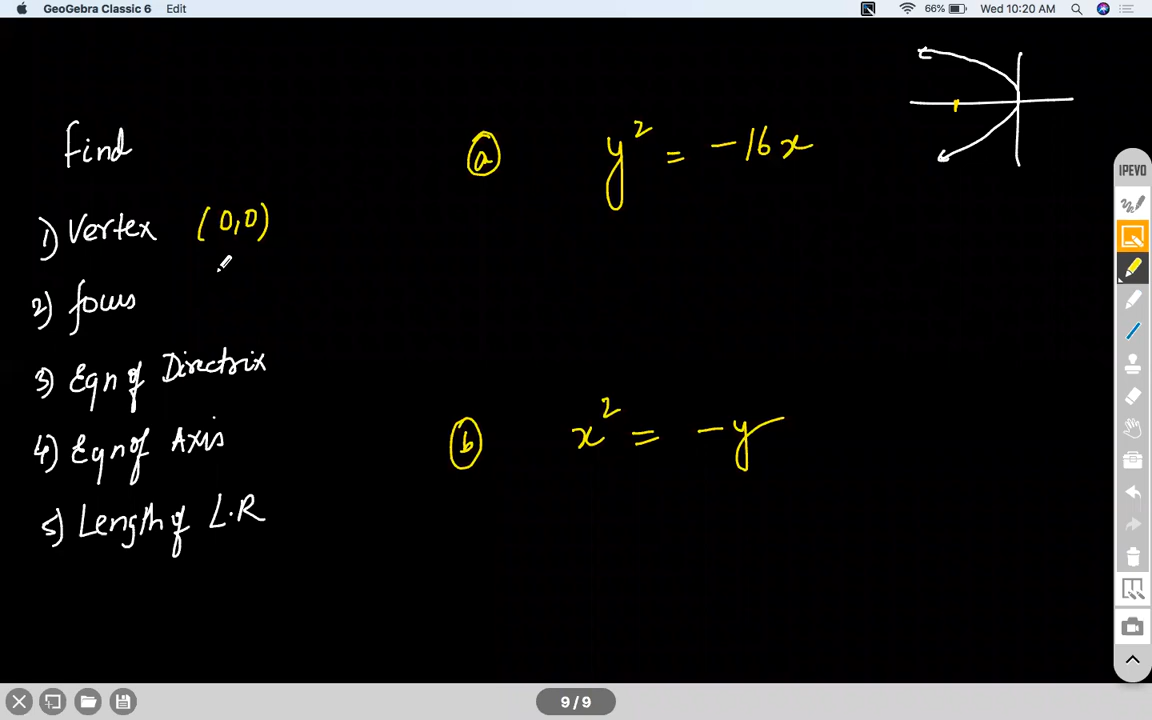 GeoGebra Classic 6 Edit 66% Wed 10:20 AM
find
1) Vertex (0,0)
2) focus
3) Eqn of Directrix
4) Eqn of Axis
5) Length of L.R
a y² = -16x
b x² = -y
IPEVO
9/9